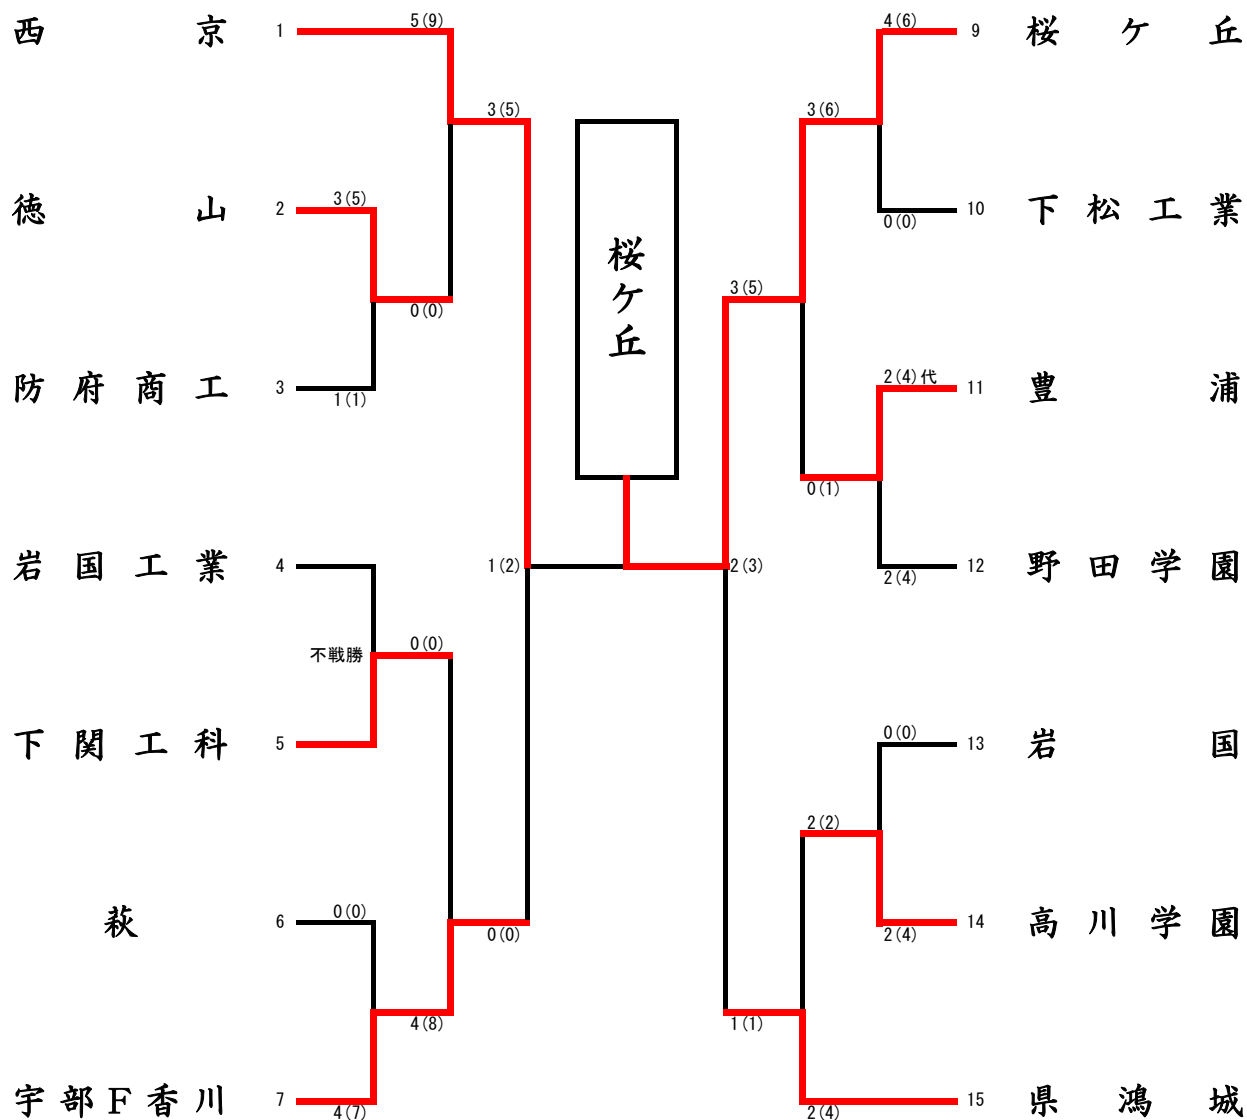 西京 1 5(9)
3(5)
徳山 2 3(5)
0(0)
防府商工 3 1(1)
岩国工業 4
1(2)
不戦勝 0(0)
下関工科 5
萩 6 0(0)
0(0)
4(8)
宇部F香川 7 4(7)
桜ケ丘
4(6) 9 桜ケ丘
3(6)
0(0) 10 下松工業
3(5)
2(4)代 11 豊浦
0(1)
2(3)
2(4) 12 野田学園
0(0) 13 岩国
2(2)
2(4) 14 高川学園
1(1)
2(4) 15 県鴻城